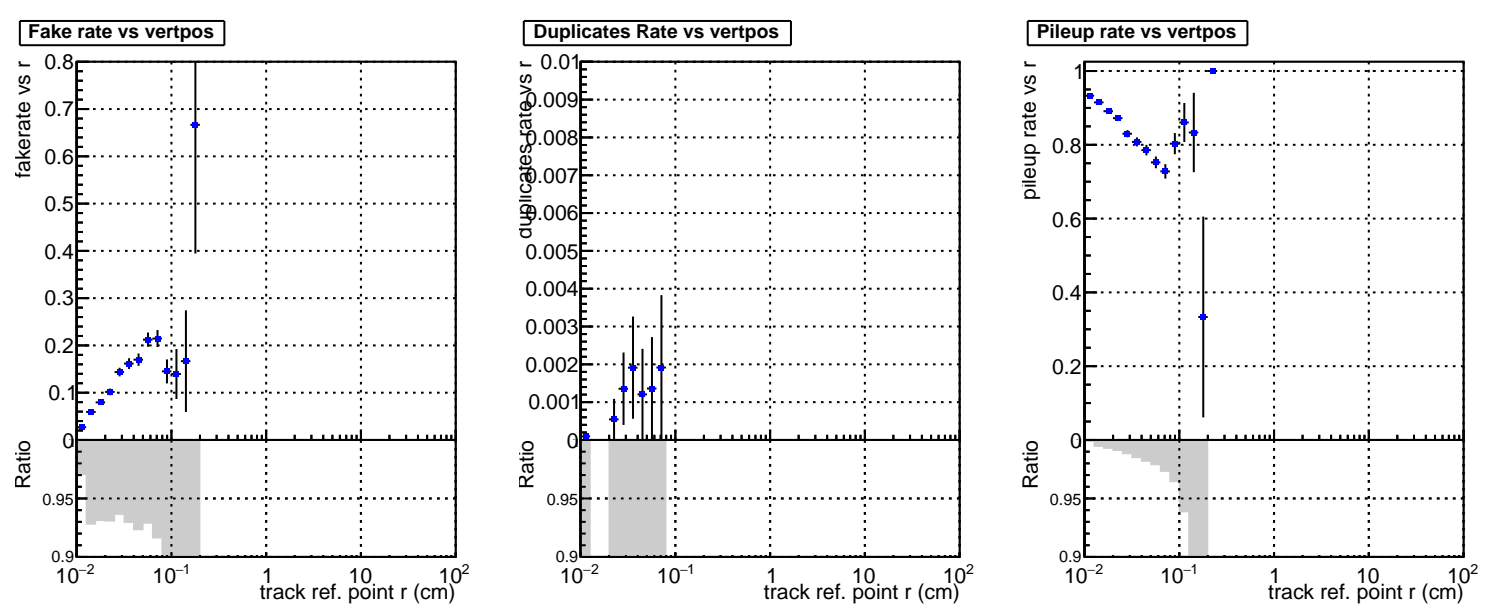 Fake rate vs vertpos
fakerate vs r
0.8
0.7
0.6
0.5
0.4
0.3
0.2
0.1
0
Ratio
0.95
0.9
10−2 10−1 1 10 102
track ref. point r (cm)
Duplicates Rate vs vertpos
duplicates rate vs r
0.01
0.009
0.008
0.007
0.006
0.005
0.004
0.003
0.002
0.001
0
Ratio
0.95
0.9
10−2 10−1 1 10 102
track ref. point r (cm)
Pileup rate vs vertpos
pileup rate vs r
1
0.8
0.6
0.4
0.2
0
Ratio
0.95
0.9
10−2 10−1 1 10 102
track ref. point r (cm)